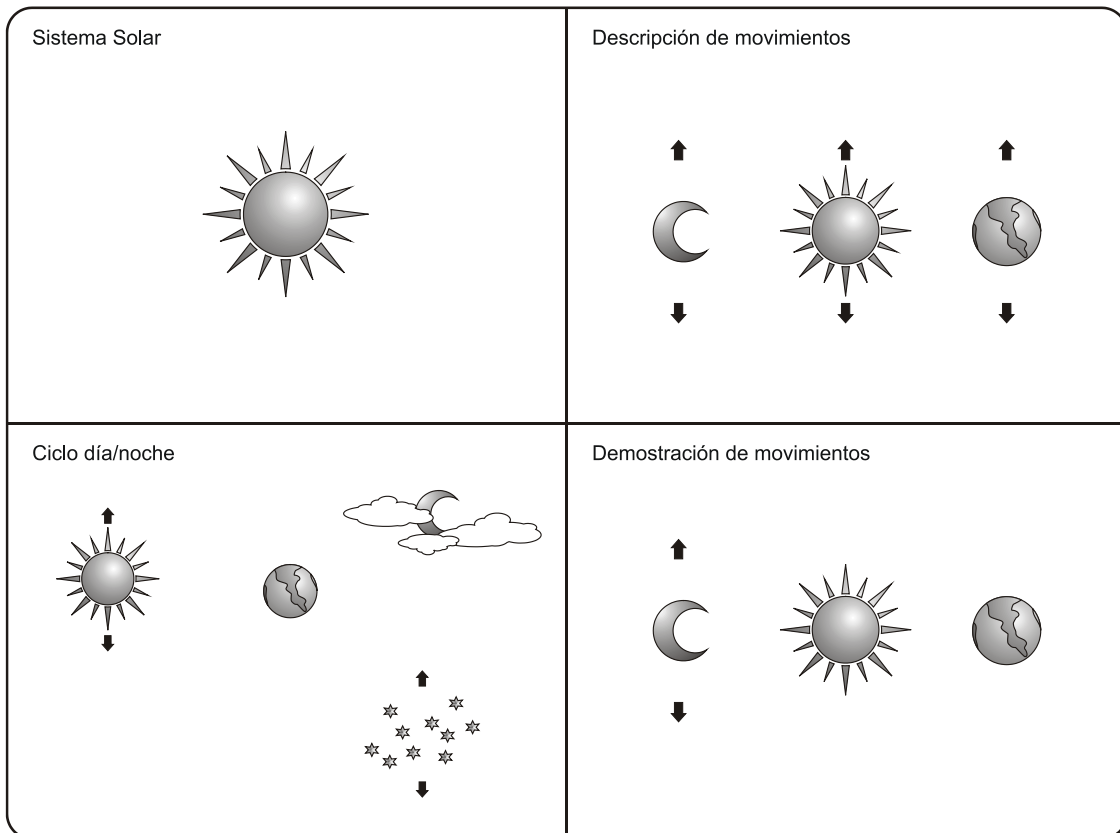 Sistema Solar
Descripción de movimientos
Ciclo día/noche
Demostración de movimientos